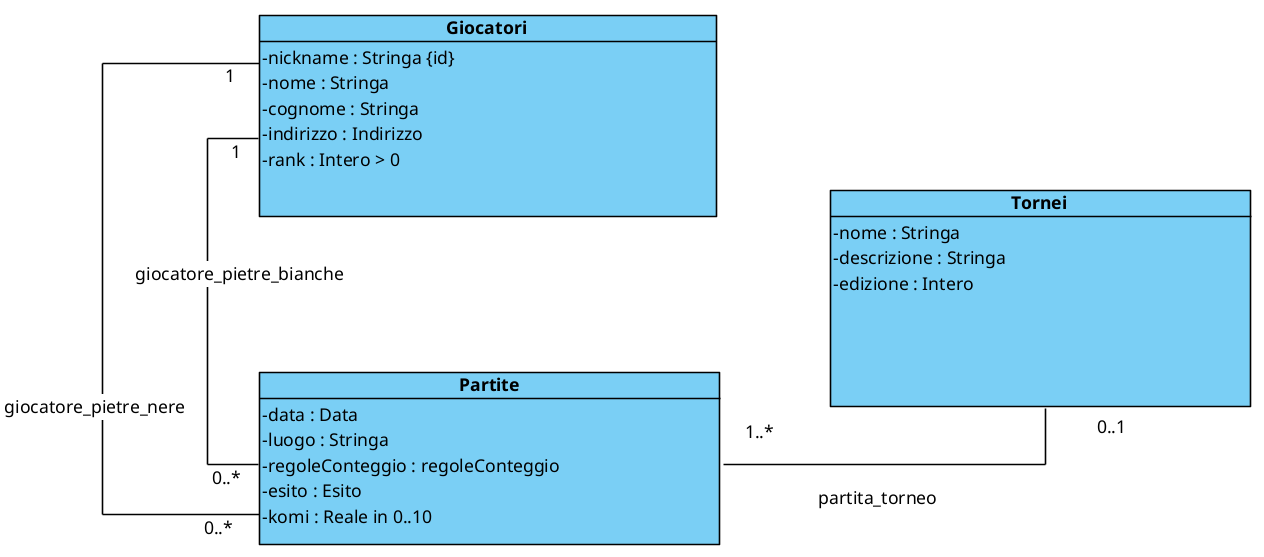 Giocatori
-nickname : Stringa {id}
-nome : Stringa
-cognome : Stringa
-indirizzo : Indirizzo
-rank : Intero > 0
1
1
giocatore_pietre_bianche
giocatore_pietre_nere
0..*
0..*
Partite
-data : Data
-luogo : Stringa
-regoleConteggio : regoleConteggio
-esito : Esito
-komi : Reale in 0..10
Tornei
-nome : Stringa
-descrizione : Stringa
-edizione : Intero
1..*
0..1
partita_torneo